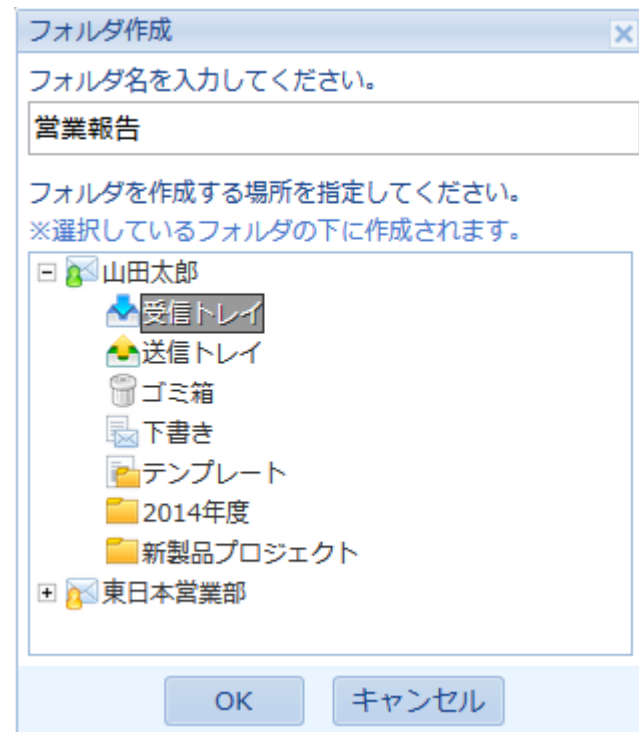 フォルダ作成
フォルダ名を入力してください。
営業報告
フォルダを作成する場所を指定してください。
※選択しているフォルダの下に作成されます。
山田太郎
受信トレイ
送信トレイ
ゴミ箱
下書き
テンプレート
2014年度
新製品プロジェクト
東日本営業部
OK キャンセル